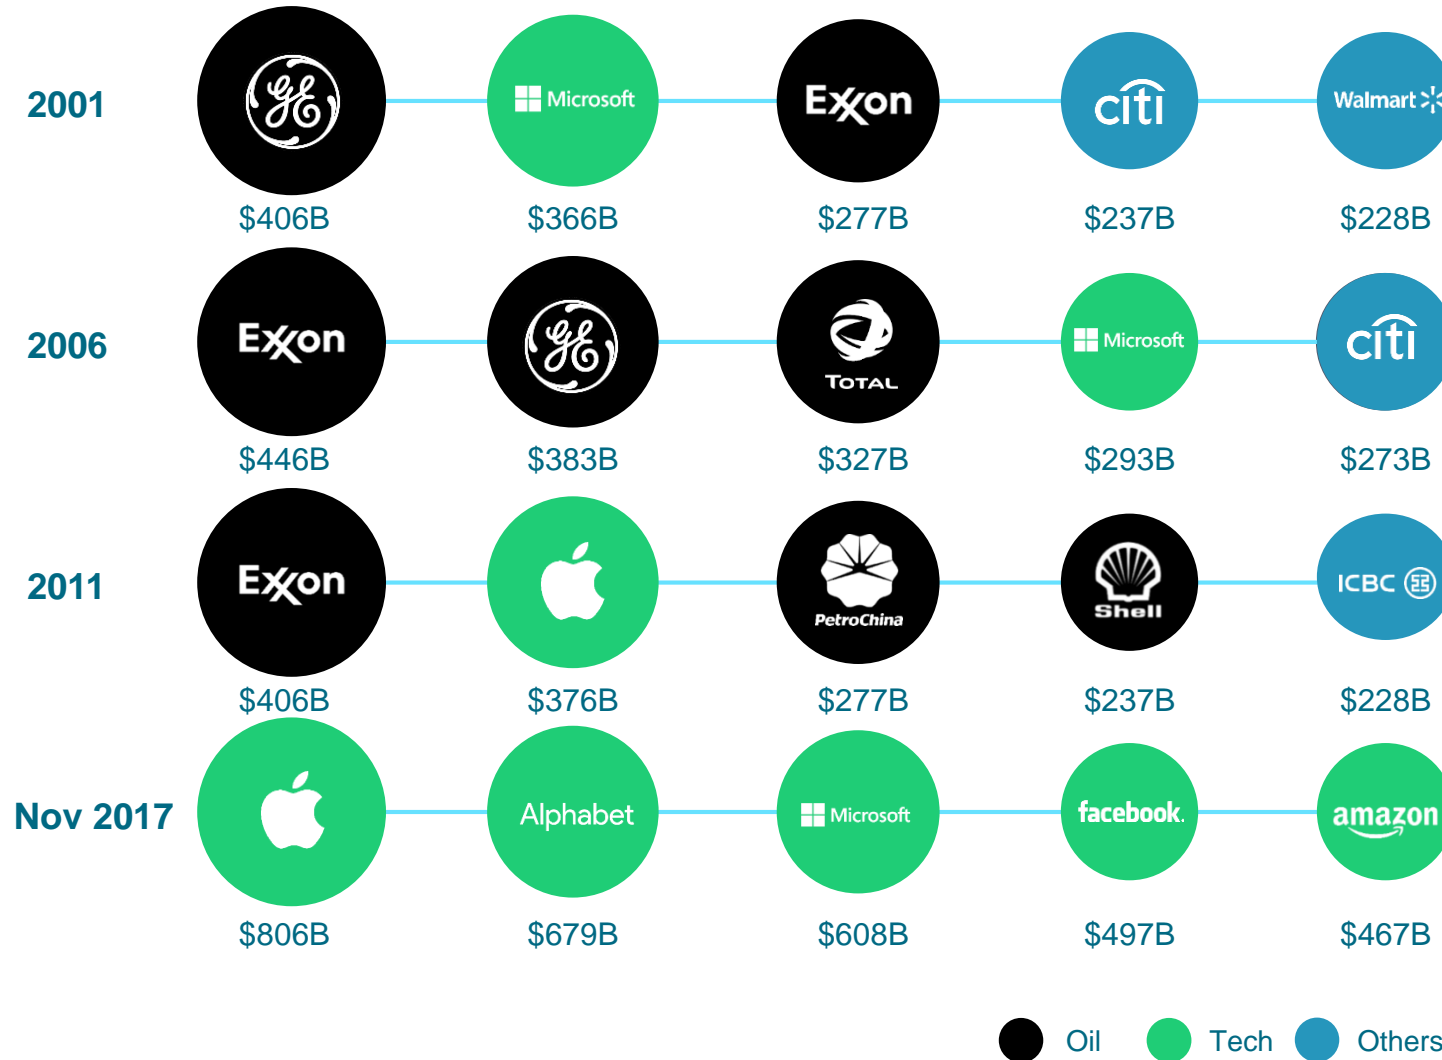 2001
GE
Microsoft
Exxon
citi
Walmart
$406B
$366B
$277B
$237B
$228B
2006
Exxon
GE
TOTAL
Microsoft
citi
$446B
$383B
$327B
$293B
$273B
2011
Exxon
PetroChina
Shell
ICBC
$406B
$376B
$277B
$237B
$228B
Nov 2017
Alphabet
Microsoft
facebook.
amazon
$806B
$679B
$608B
$497B
$467B
Oil
Tech
Others